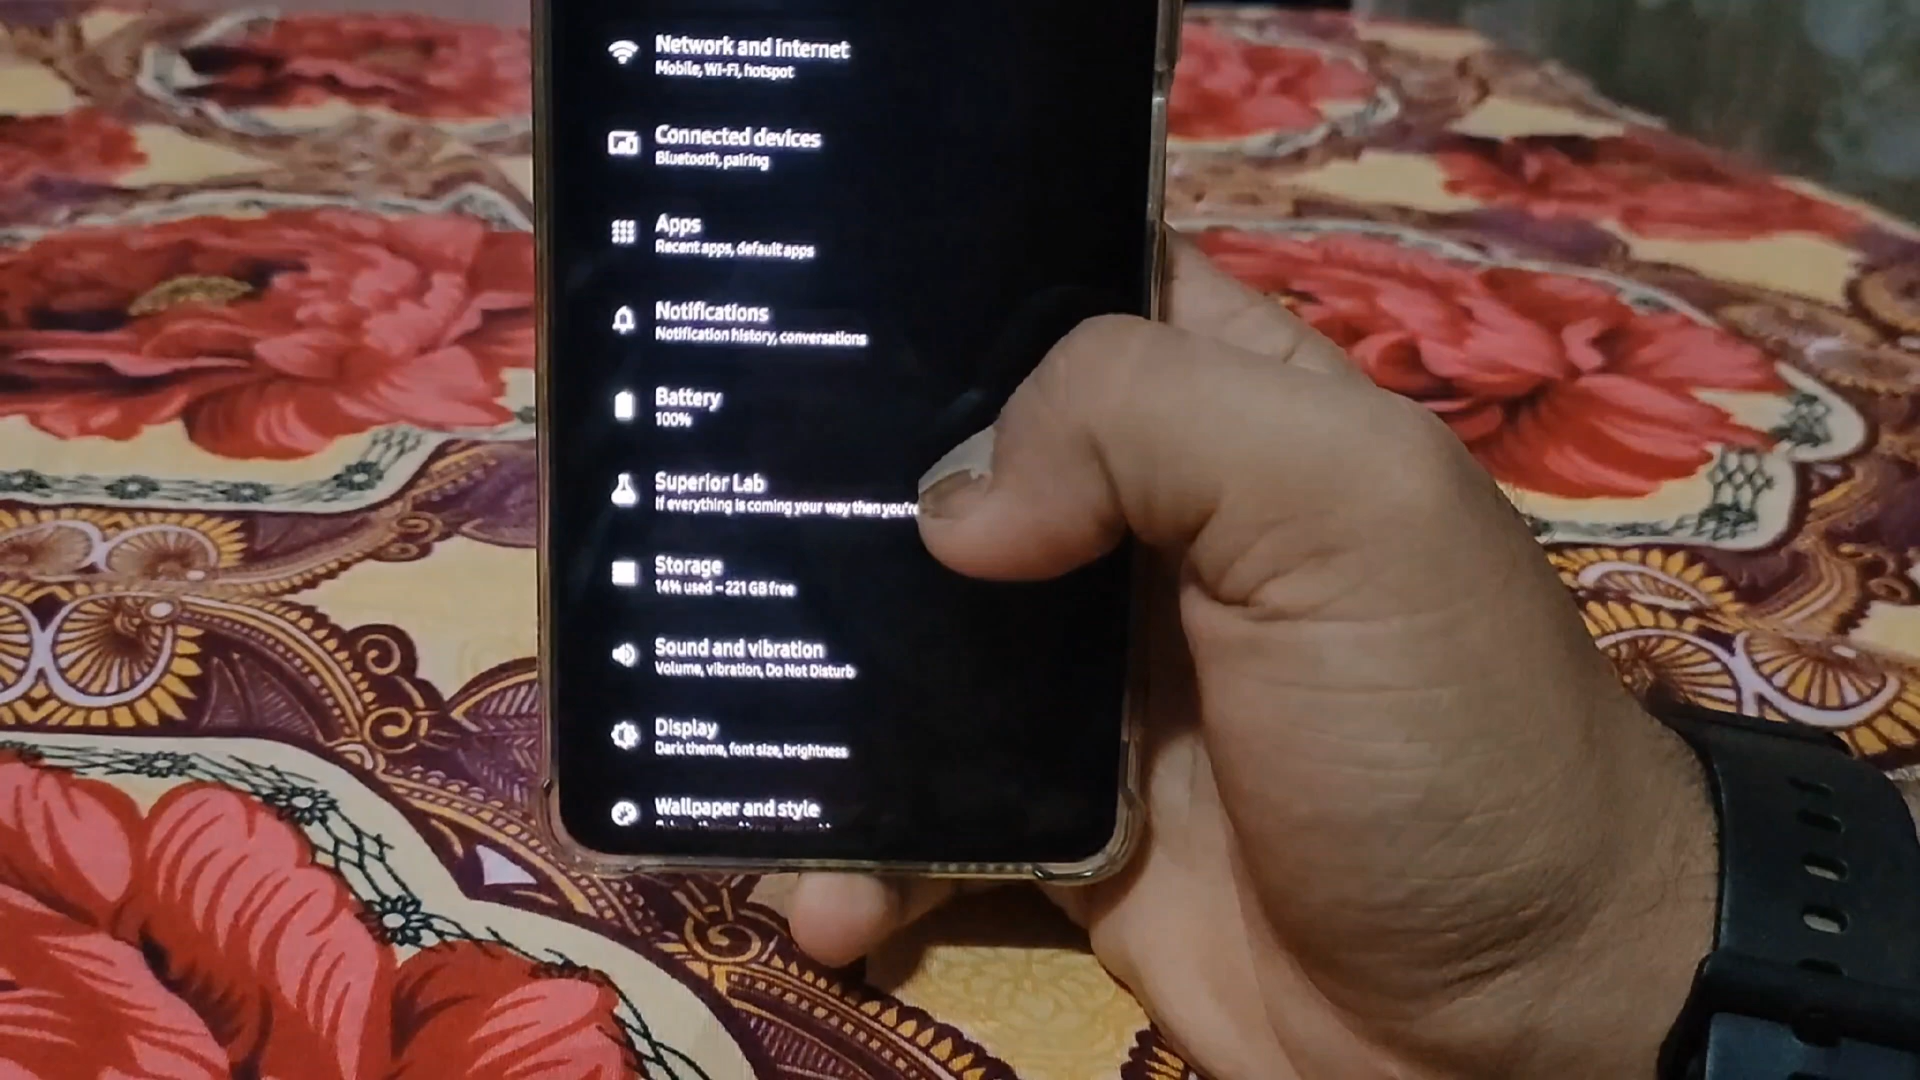 Network and internet
Mobile, Wi-Fi, hotspot
Connected devices
Bluetooth, pairing
Apps
Recent apps, default apps
Notifications
Notification history, conversations
Battery
100%
Superior Lab
If everything is coming your way then you're
Storage
14% used – 221 GB free
Sound and vibration
Volume, vibration, Do Not Disturb
Display
Dark theme, font size, brightness
Wallpaper and style